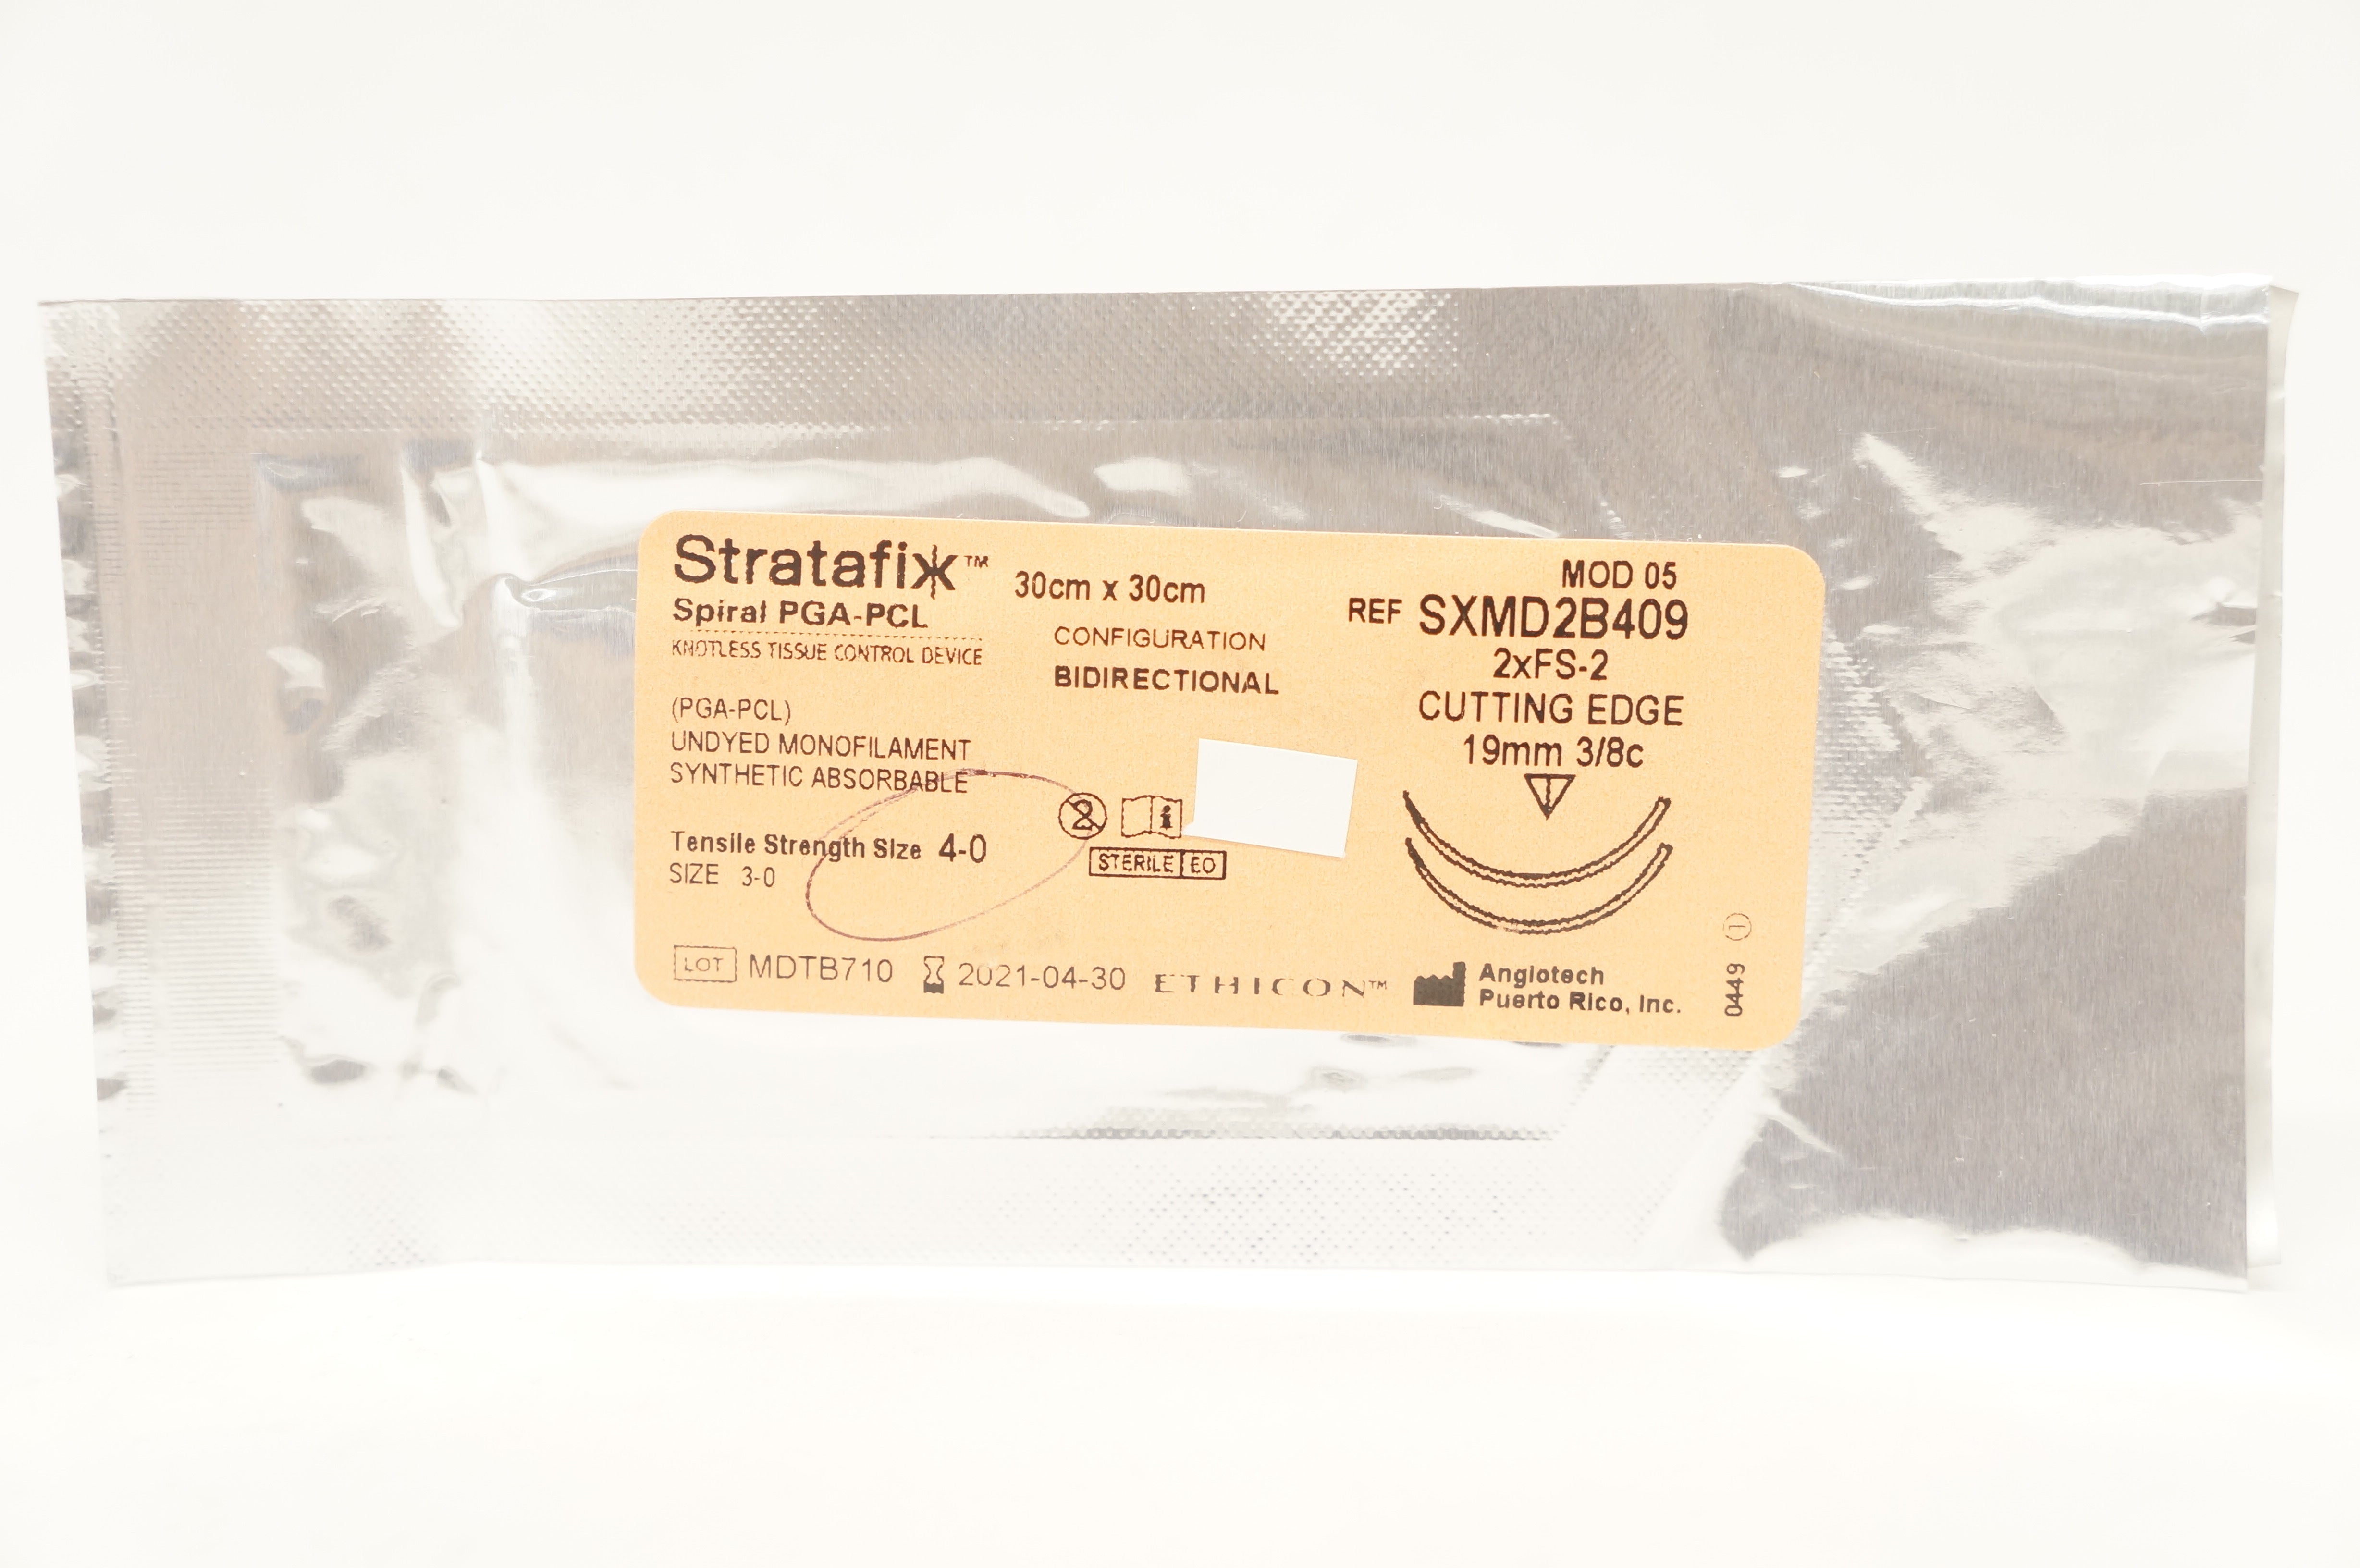 Stratafix™
Spiral PGA-PCL
KNOTLESS TISSUE CONTROL DEVICE
30cm x 30cm
CONFIGURATION
BIDIRECTIONAL
MOD 05
REF SXMD2B409
2xFS-2
CUTTING EDGE
19mm 3/8c
(PGA-PCL)
UNDYED MONOFILAMENT
SYNTHETIC ABSORBABLE
Tensile Strength Size 4-0
SIZE 3-0
2
i
STERILE EO
LOT MDTB710
2021-04-30
ETHICON™
Angiotech
Puerto Rico, Inc.
0449 1